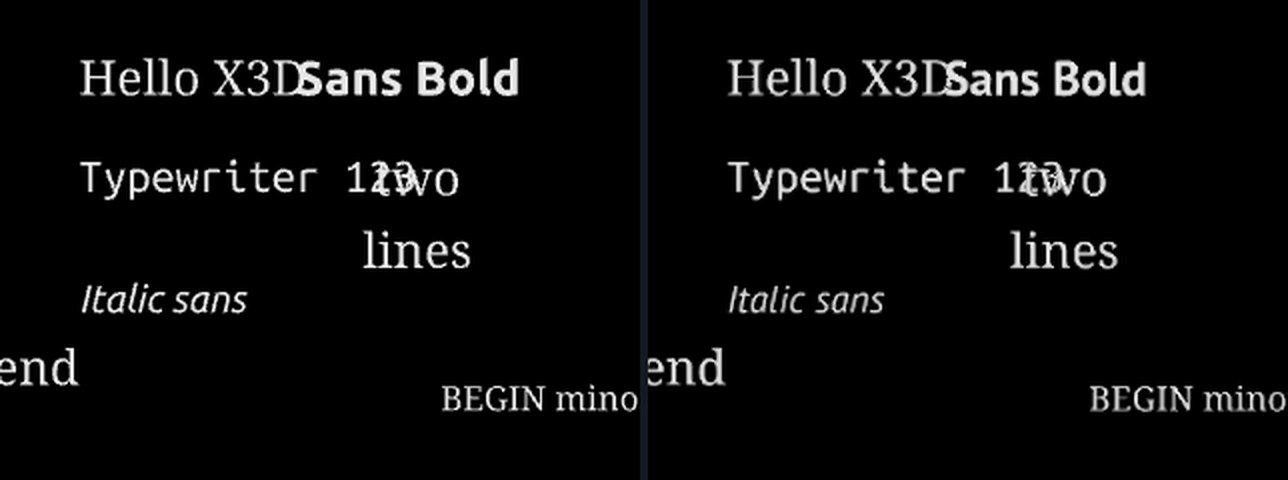 Hello X3D Sans Bold
Typewriter 123 two
lines
Italic sans
end
BEGIN mino
Hello X3D Sans Bold
Typewriter 123 two
lines
Italic sans
end
BEGIN mino